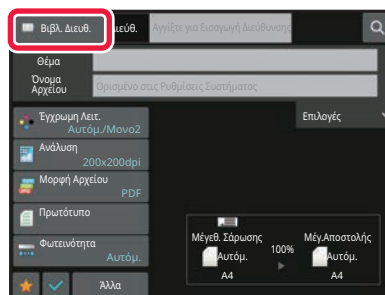 Βιβλ. Διευθ.
ιεύθ.
Αγγίξτε για Εισαγωγή Διεύθυνσης
Θέμα
Όνομα
Αρχείου
Ορισμένο στις Ρυθμίσεις Συστήματος
Έγχρωμη Λειτ.
Αυτόμ./Μονο2
Επιλογές
Ανάλυση
200x200dpi
Μορφή Αρχείου
PDF
Πρωτότυπο
Φωτεινότητα
Αυτόμ.
Μέγεθ. Σάρωσης
100%
Μέγ.Αποστολής
Αυτόμ.
Αυτόμ.
A4
A4
Άλλα